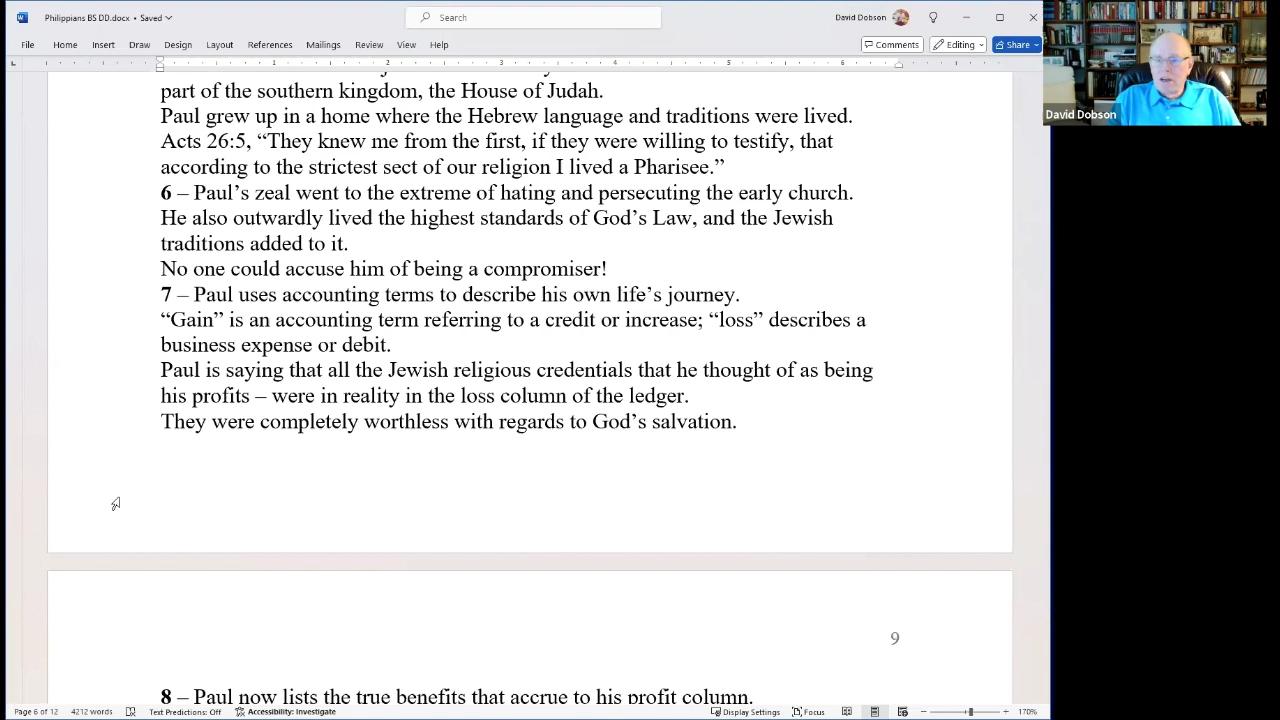 Philippians BS DD.docx • Saved
Search
David Dobson
File Home Insert Draw Design Layout References Mailings Review View Help
Comments Editing Share
1 2 3 4 5 6
part of the southern kingdom, the House of Judah.
Paul grew up in a home where the Hebrew language and traditions were lived.
Acts 26:5, “They knew me from the first, if they were willing to testify, that
according to the strictest sect of our religion I lived a Pharisee.”
6 – Paul’s zeal went to the extreme of hating and persecuting the early church.
He also outwardly lived the highest standards of God’s Law, and the Jewish
traditions added to it.
No one could accuse him of being a compromiser!
7 – Paul uses accounting terms to describe his own life’s journey.
“Gain” is an accounting term referring to a credit or increase; “loss” describes a
business expense or debit.
Paul is saying that all the Jewish religious credentials that he thought of as being
his profits – were in reality in the loss column of the ledger.
They were completely worthless with regards to God’s salvation.
9
8 – Paul now lists the true benefits that accrue to his profit column.
Page 6 of 12 4212 words Text Predictions: Off Accessibility: Investigate Display Settings Focus 170%
David Dobson